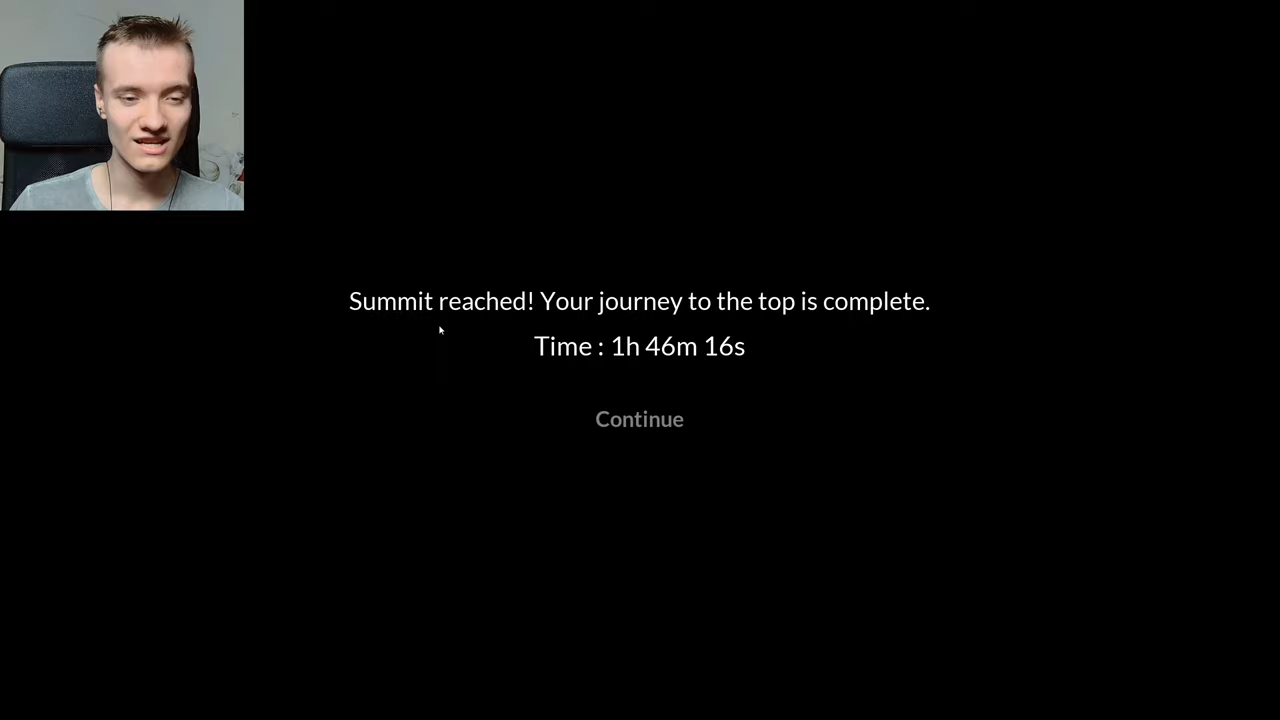 Summit reached! Your journey to the top is complete.
Time : 1h 46m 16s
Continue